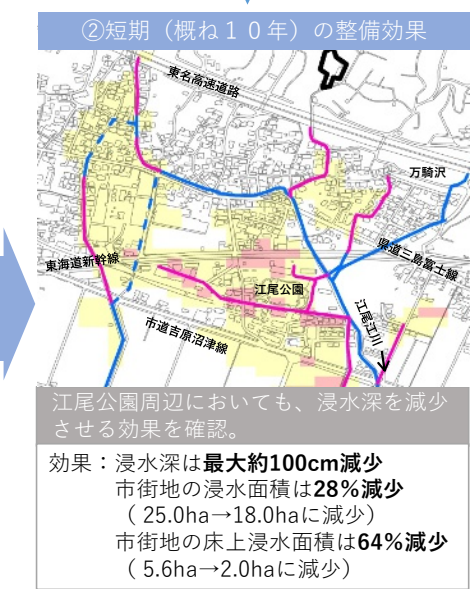 ②短期（概ね１０年）の整備効果
東名高速道路
万騎沢
県道三島富士線
東海道新幹線
江尾公園
江尾江川
市道吉原沼津線
江尾公園周辺においても、浸水深を減少
させる効果を確認。
効果：浸水深は最大約100cm減少
市街地の浸水面積は28％減少
（ 25.0ha→18.0haに減少）
市街地の床上浸水面積は64％減少
（ 5.6ha→2.0haに減少）